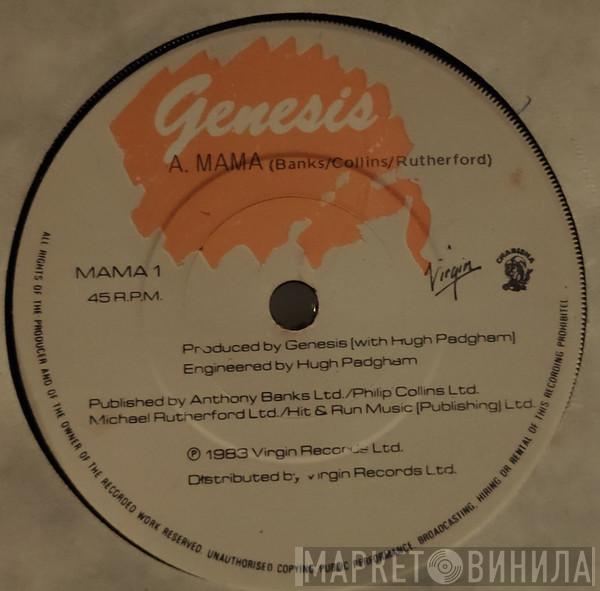 Genesis
A. MAMA (Banks/Collins/Rutherford)
MAMA 1
45 R.P.M.
Virgin
CHARISMA
Produced by Genesis (with Hugh Padgham)
Engineered by Hugh Padgham
Published by Anthony Banks Ltd./Philip Collins Ltd.
Michael Rutherford Ltd./Hit & Run Music (Publishing) Ltd.
Ⓟ 1983 Virgin Records Ltd.
Distributed by Virgin Records Ltd.
ALL RIGHTS OF THE PRODUCER AND OF THE OWNER OF THE RECORDED WORK RESERVED. UNAUTHORISED COPYING PUBLIC PERFORMANCE, BROADCASTING, HIRING OR RENTAL OF THIS RECORDING PROHIBITED
МАРКЕТ ВИНИЛА